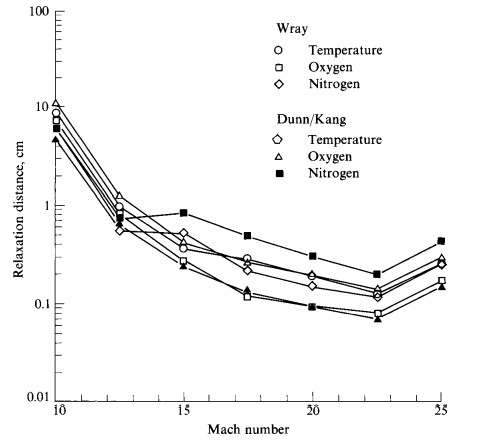 100
10
1
0.1
0.01
Relaxation distance, cm
Wray
Temperature
Oxygen
Nitrogen
Dunn/Kang
Temperature
Oxygen
Nitrogen
10 15 20 25
Mach number